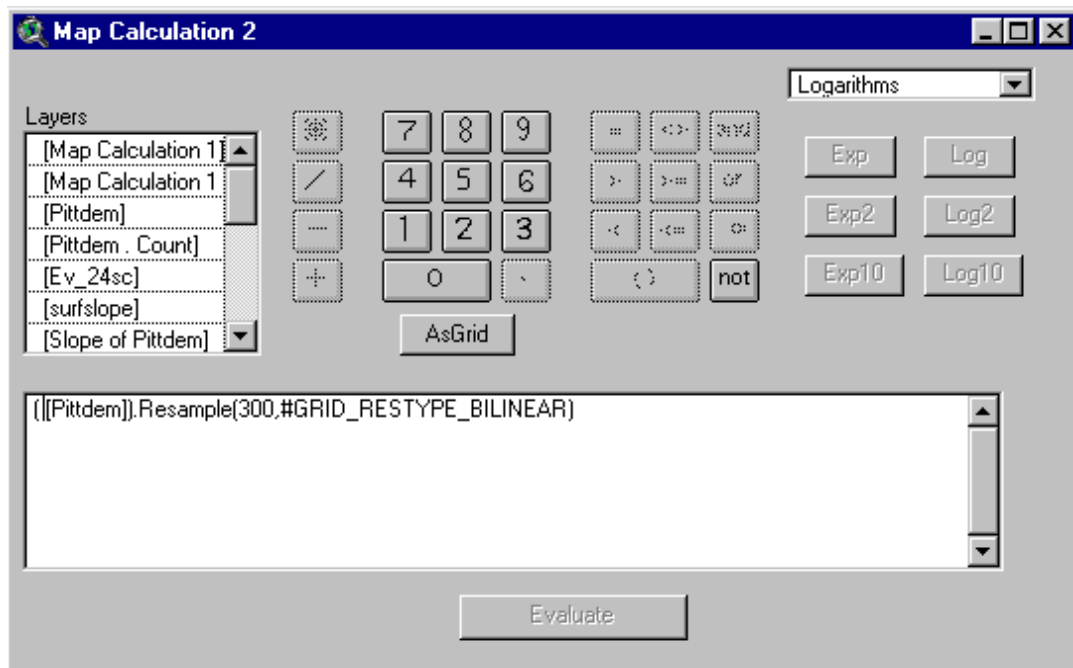 Map Calculation 2
Logarithms
Layers
[Map Calculation 1]
[Map Calculation 1
[Pittdem]
[Pittdem . Count]
[Ev_24sc]
[surfslope]
[Slope of Pittdem]
7 8 9
4 5 6
1 2 3
0
/ - +
= <>
> >= or
< <=
( ) not
Exp Log
Exp2 Log2
Exp10 Log10
AsGrid
([Pittdem]).Resample(300,#GRID_RESTYPE_BILINEAR)
Evaluate